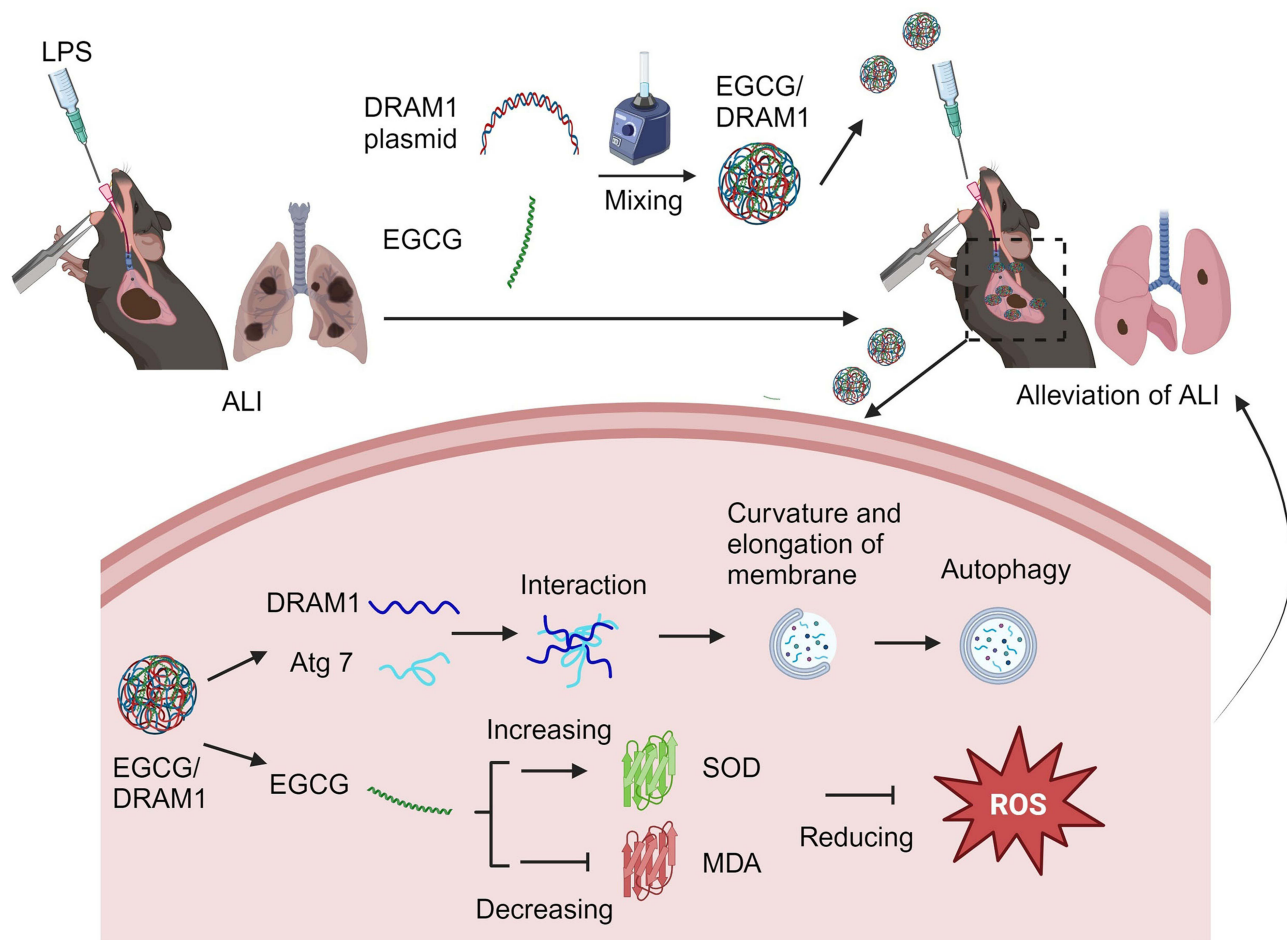 LPS
DRAM1
plasmid
EGCG/
DRAM1
Mixing
EGCG
ALI
Alleviation of ALI
Curvature and
elongation of
membrane
Autophagy
Interaction
DRAM1
Atg 7
EGCG/
DRAM1
EGCG
Increasing
SOD
MDA
Decreasing
Reducing
ROS